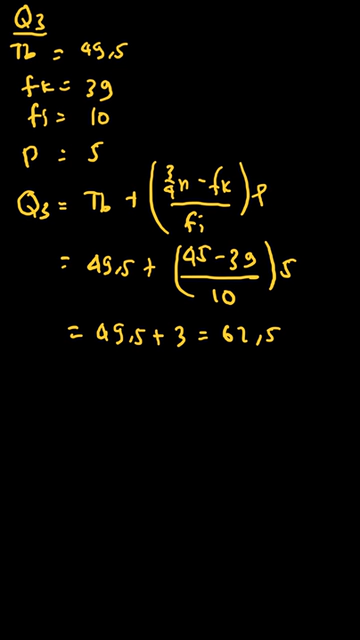 Q3
Tb = 49,5
fk = 39
fi = 10
p = 5
Q3 = Tb + (3/4n - fk / fi) p
= 49,5 + (45 - 39 / 10) 5
= 49,5 + 3 = 62,5